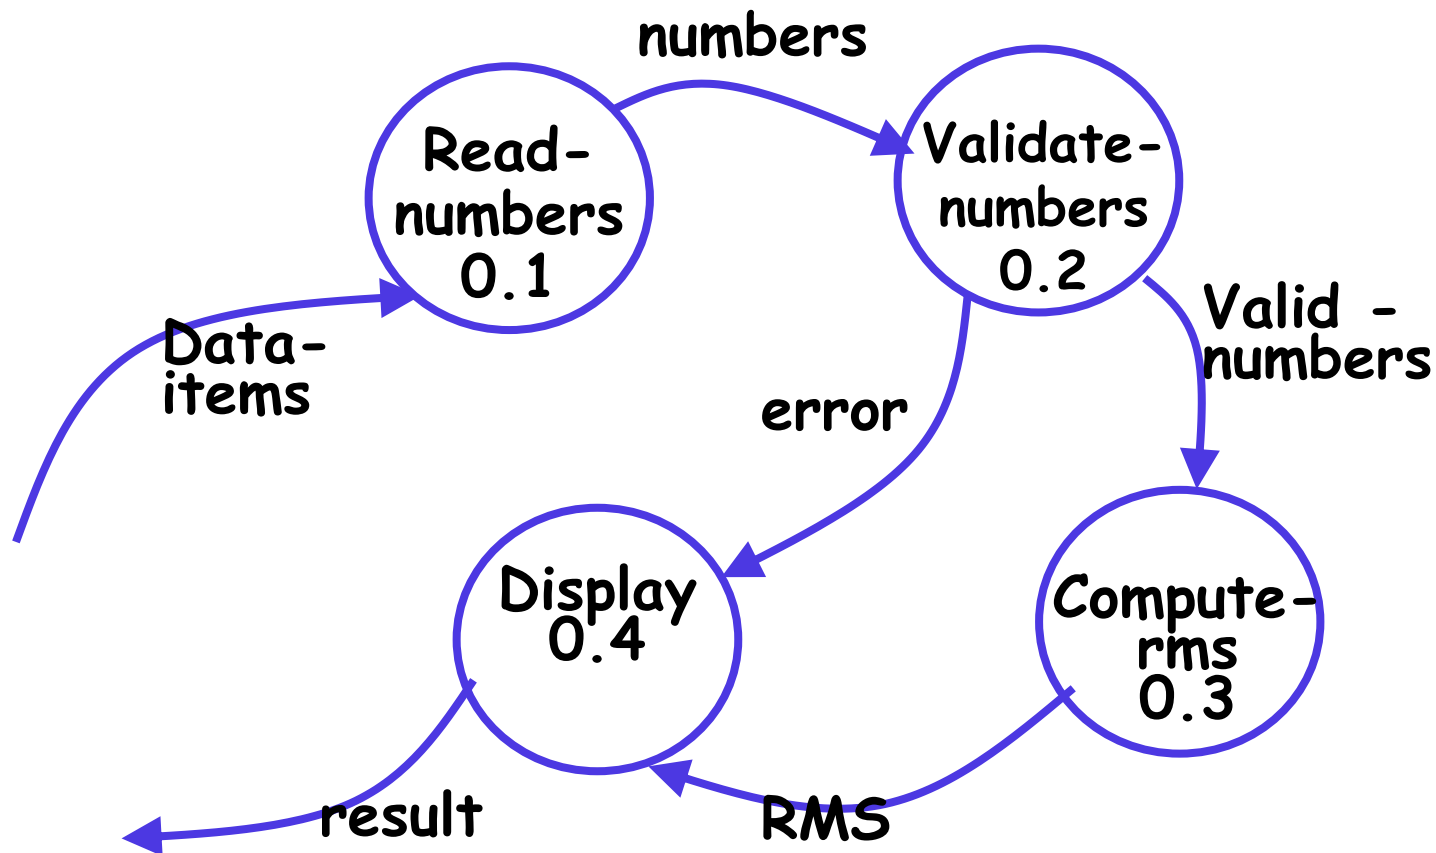 numbers
Read-
numbers
0.1
Validate-
numbers
0.2
Data-
items
Valid -
numbers
error
Display
0.4
Compute-
rms
0.3
result
RMS